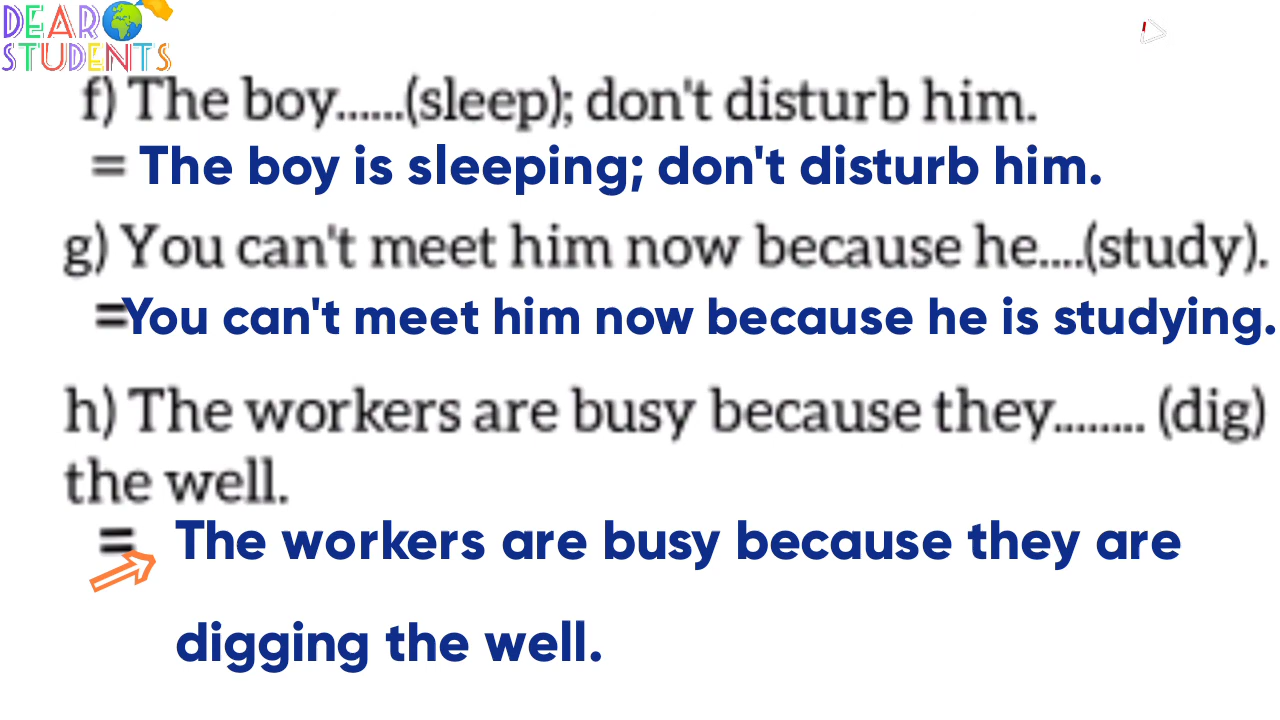 DEAR
STUDENTS
f) The boy......(sleep); don't disturb him.
= The boy is sleeping; don't disturb him.
g) You can't meet him now because he....(study).
=You can't meet him now because he is studying.
h) The workers are busy because they........ (dig)
the well.
= The workers are busy because they are
digging the well.